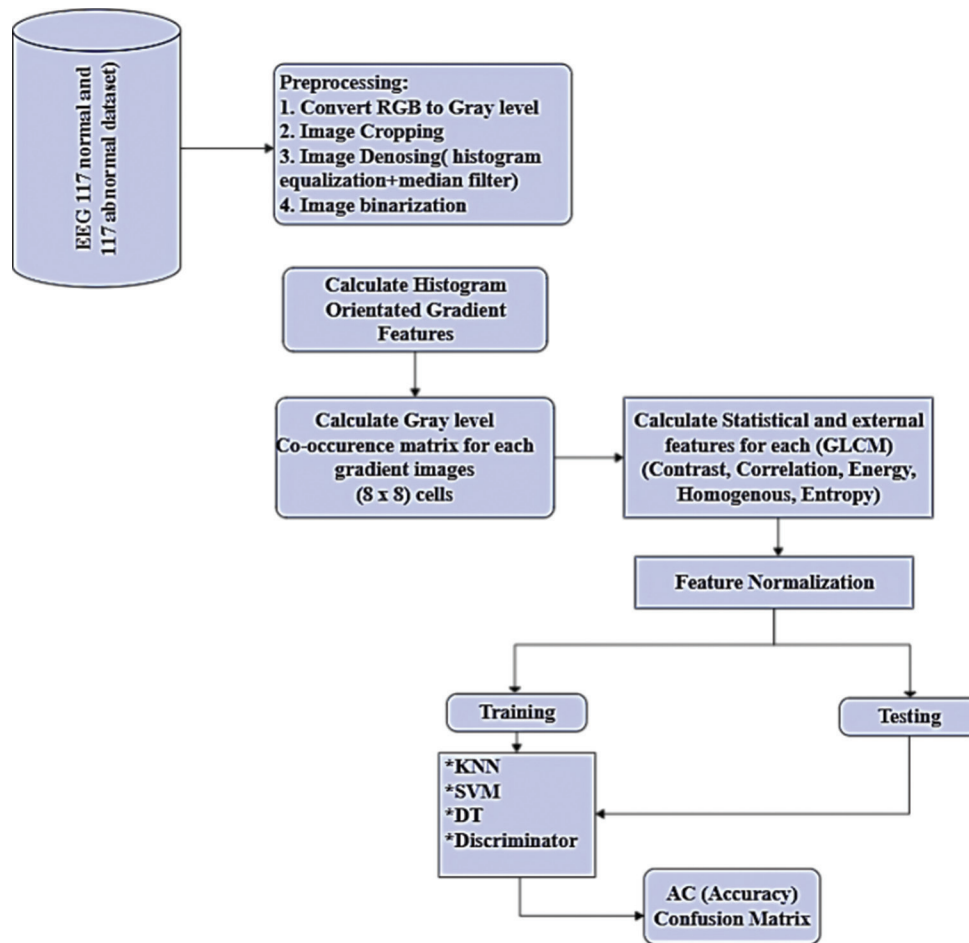 EEG 117 normal and
117 abnormal dataset)
Preprocessing:
1. Convert RGB to Gray level
2. Image Cropping
3. Image Denosing( histogram
equalization+median filter)
4. Image binarization
Calculate Histogram
Orientated Gradient
Features
Calculate Gray level
Co-occurence matrix for each
gradient images
(8 x 8) cells
Calculate Statistical and external
features for each (GLCM)
(Contrast, Correlation, Energy,
Homogenous, Entropy)
Feature Normalization
Training
Testing
*KNN
*SVM
*DT
*Discriminator
AC (Accuracy)
Confusion Matrix